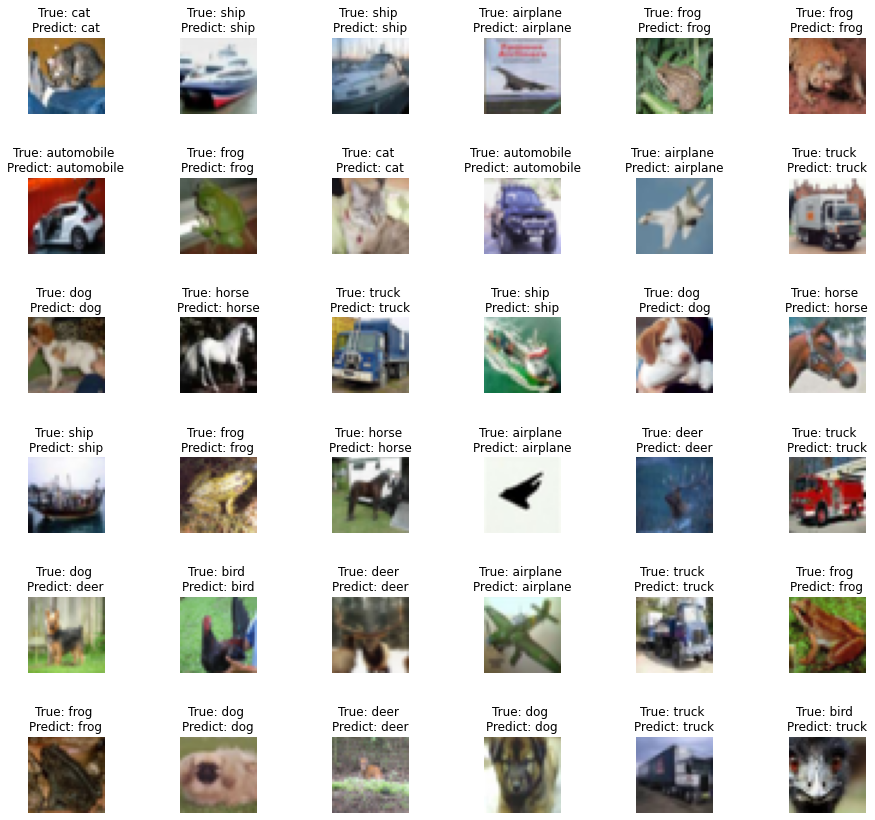 True: cat
Predict: cat
True: ship
Predict: ship
True: ship
Predict: ship
True: airplane
Predict: airplane
True: frog
Predict: frog
True: frog
Predict: frog
True: automobile
Predict: automobile
True: frog
Predict: frog
True: cat
Predict: cat
True: automobile
Predict: automobile
True: airplane
Predict: airplane
True: truck
Predict: truck
True: dog
Predict: dog
True: horse
Predict: horse
True: truck
Predict: truck
True: ship
Predict: ship
True: dog
Predict: dog
True: horse
Predict: horse
True: ship
Predict: ship
True: frog
Predict: frog
True: horse
Predict: horse
True: airplane
Predict: airplane
True: deer
Predict: deer
True: truck
Predict: truck
True: dog
Predict: deer
True: bird
Predict: bird
True: deer
Predict: deer
True: airplane
Predict: airplane
True: truck
Predict: truck
True: frog
Predict: frog
True: frog
Predict: frog
True: dog
Predict: dog
True: deer
Predict: deer
True: dog
Predict: dog
True: truck
Predict: truck
True: bird
Predict: truck